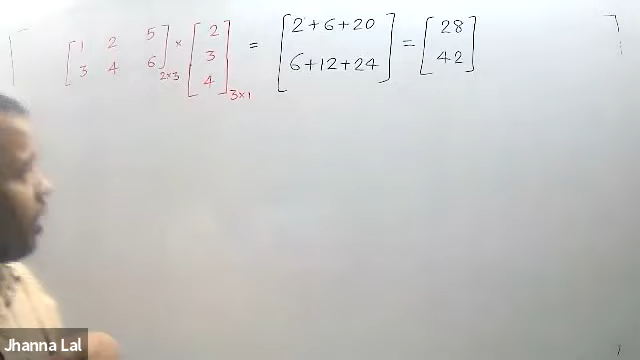 [1 2 5
3 4 6]2×3 × [2
3
4]3×1 = [2+6+20
6+12+24] = [28
42]
Jhanna Lal